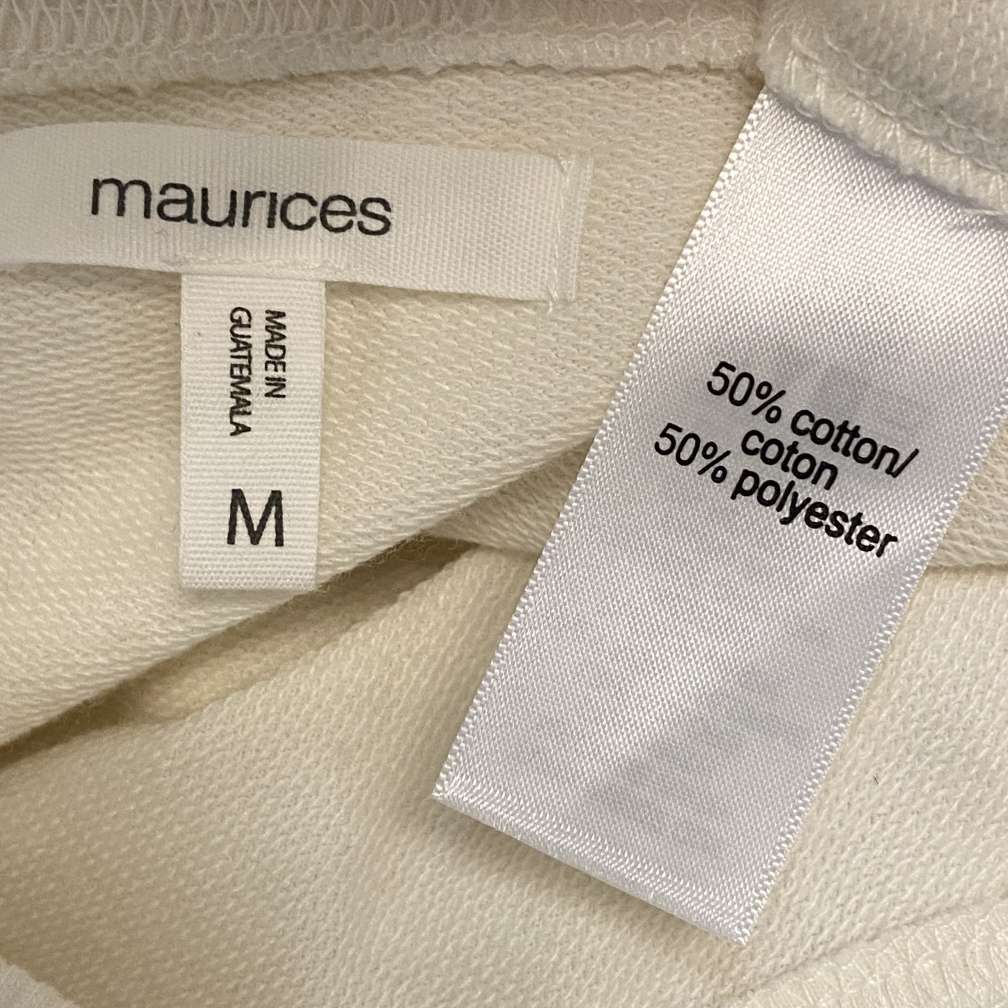 maurices
MADE IN
GUATEMALA
M
50% cotton/
coton
50% polyester